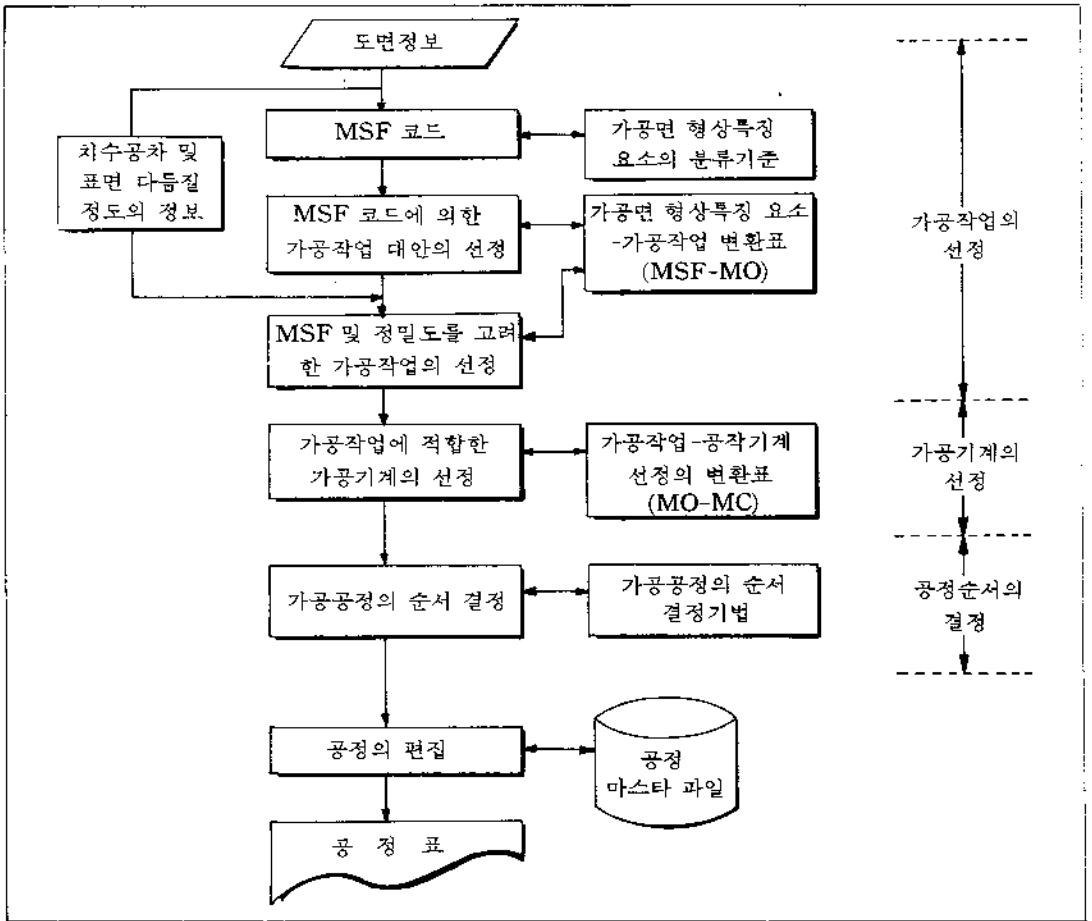 도면정보
MSF 코드
가공면 형상특징
요소의 분류기준
치수공차 및
표면 다듬질
정도의 정보
MSF 코드에 의한
가공작업 대안의 선정
가공면 형상특징 요소
-가공작업 변환표
(MSF-MO)
가공작업의
선정
MSF 및 정밀도를 고려
한 가공작업의 선정
가공작업에 적합한
가공기계의 선정
가공작업-공작기계
선정의 변환표
(MO-MC)
가공기계의
선정
가공공정의 순서 결정
가공공정의 순서
결정기법
공정순서의
결정
공정의 편집
공정
마스타 파일
공 정 표